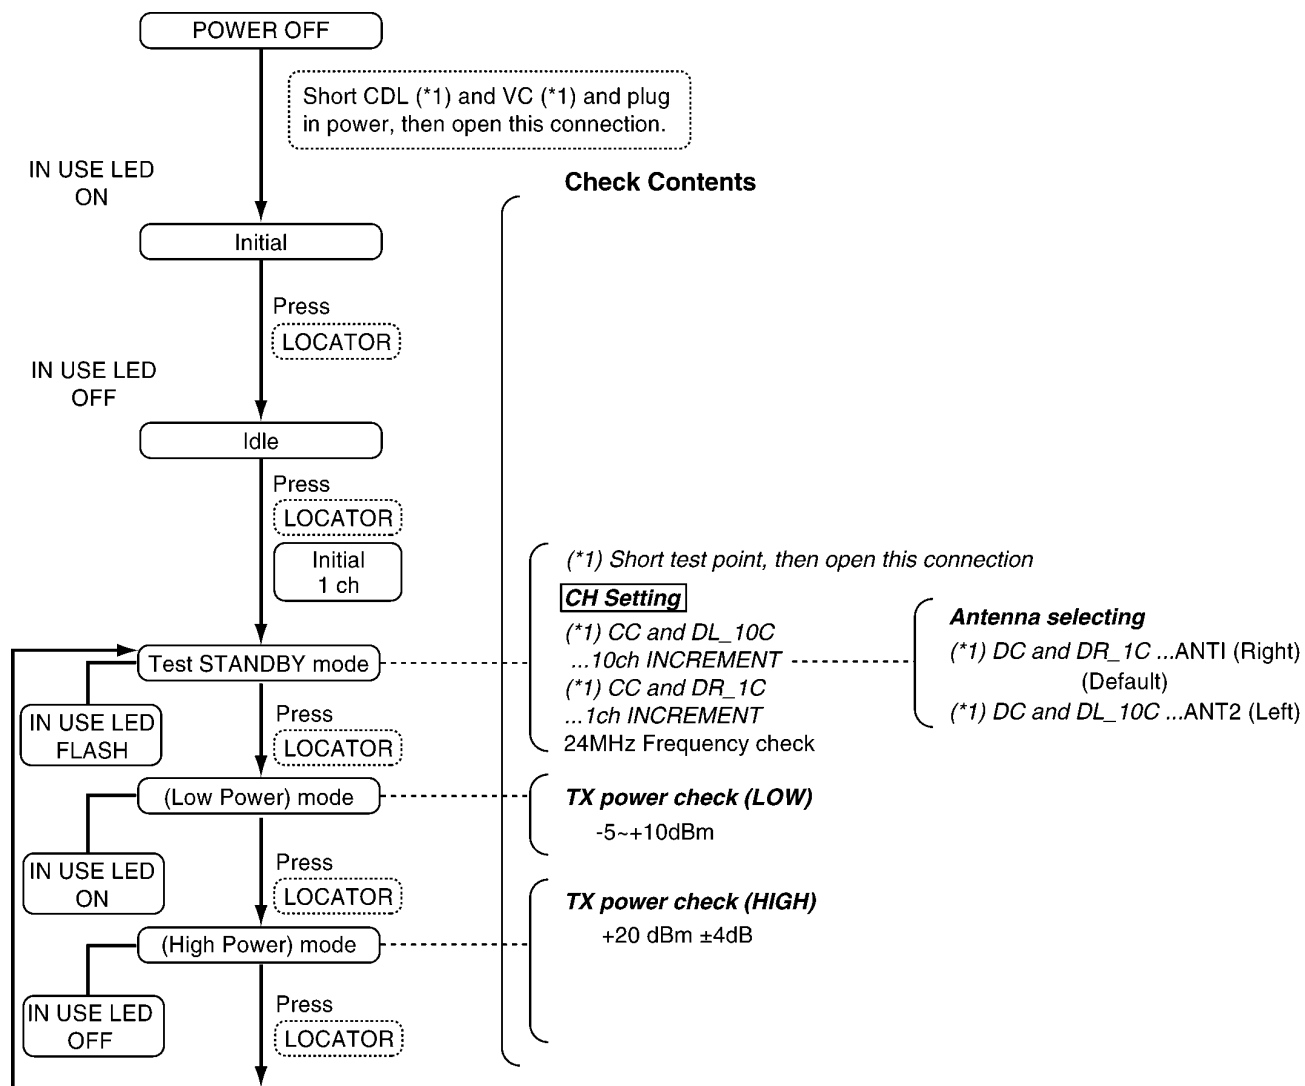 POWER OFF
Short CDL (*1) and VC (*1) and plug
in power, then open this connection.
IN USE LED
ON
Check Contents
Initial
Press
LOCATOR
IN USE LED
OFF
Idle
Press
LOCATOR
Initial
1 ch
(*1) Short test point, then open this connection
CH Setting
(*1) CC and DL_10C
...10ch INCREMENT
(*1) CC and DR_1C
...1ch INCREMENT
24MHz Frequency check
Antenna selecting
(*1) DC and DR_1C ...ANTI (Right)
(Default)
(*1) DC and DL_10C ...ANT2 (Left)
Test STANDBY mode
IN USE LED
FLASH
Press
LOCATOR
(Low Power) mode
TX power check (LOW)
-5~+10dBm
IN USE LED
ON
Press
LOCATOR
(High Power) mode
TX power check (HIGH)
+20 dBm ±4dB
IN USE LED
OFF
Press
LOCATOR